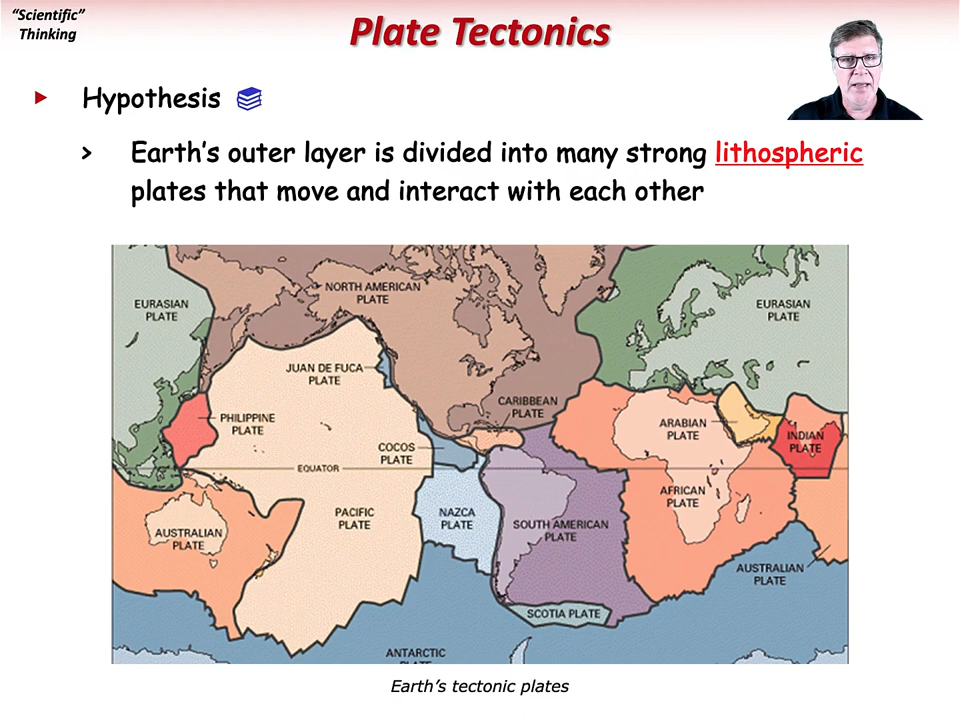 “Scientific”
Thinking
Plate Tectonics
Hypothesis
> Earth’s outer layer is divided into many strong lithospheric
plates that move and interact with each other
EURASIAN
PLATE
NORTH AMERICAN
PLATE
EURASIAN
PLATE
JUAN DE FUCA
PLATE
CARIBBEAN
PLATE
PHILIPPINE
PLATE
ARABIAN
PLATE
INDIAN
PLATE
COCOS
PLATE
EQUATOR
AFRICAN
PLATE
PACIFIC
PLATE
NAZCA
PLATE
SOUTH AMERICAN
PLATE
AUSTRALIAN
PLATE
AUSTRALIAN
PLATE
SCOTIA PLATE
ANTARCTIC
PLATE
Earth’s tectonic plates